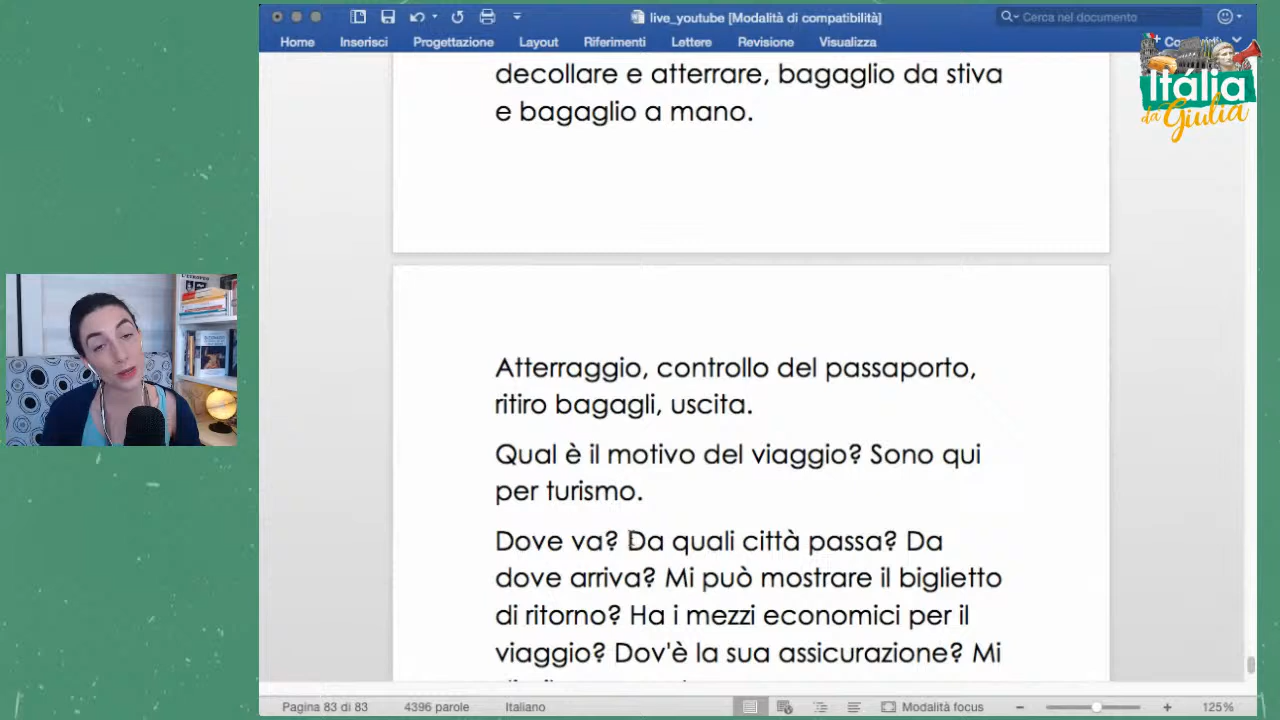 live_youtube [Modalità di compatibilità]
Cerca nel documento
Home Inserisci Progettazione Layout Riferimenti Lettere Revisione Visualizza
Itália
da Giulia
decollare e atterrare, bagaglio da stiva
e bagaglio a mano.
Atterraggio, controllo del passaporto,
ritiro bagagli, uscita.
Qual è il motivo del viaggio? Sono qui
per turismo.
Dove va? Da quali città passa? Da
dove arriva? Mi può mostrare il biglietto
di ritorno? Ha i mezzi economici per il
viaggio? Dov'è la sua assicurazione? Mi
Pagina 83 di 83 4396 parole Italiano Modalità focus 125%